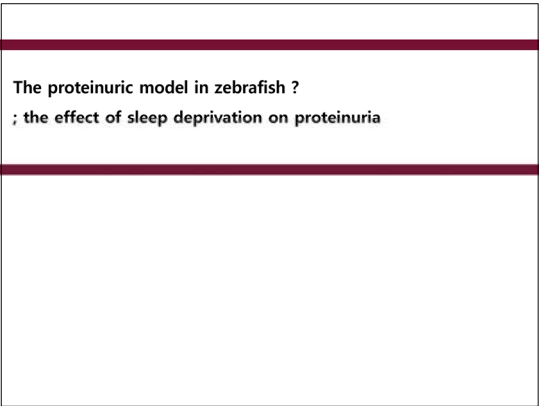 The proteinuric model in zebrafish ?
; the effect of sleep deprivation on proteinuria